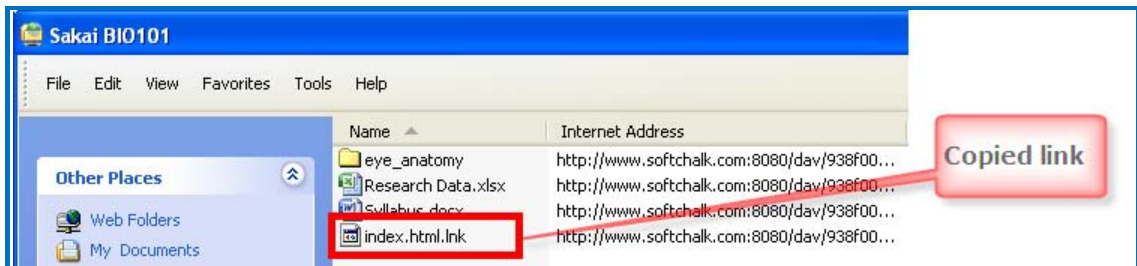 Sakai BIO101
File Edit View Favorites Tools Help
Name Internet Address
eye_anatomy http://www.softchalk.com:8080/dav/938f00...
Research Data.xlsx http://www.softchalk.com:8080/dav/938f00...
Syllabus.docx http://www.softchalk.com:8080/dav/938f00...
index.html.lnk http://www.softchalk.com:8080/dav/938f00...
Other Places
Web Folders
My Documents
Copied link